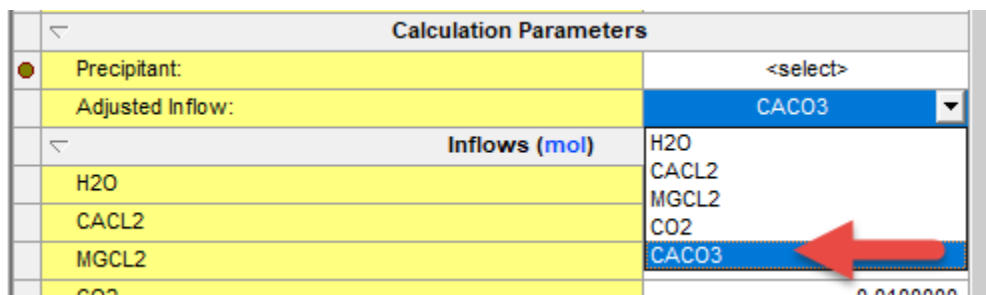 Calculation Parameters
Precipitant: <select>
Adjusted Inflow: CACO3
Inflows (mol)
H2O
CACL2
MGCL2
CO2
CACO3
H2O
CACL2
MGCL2